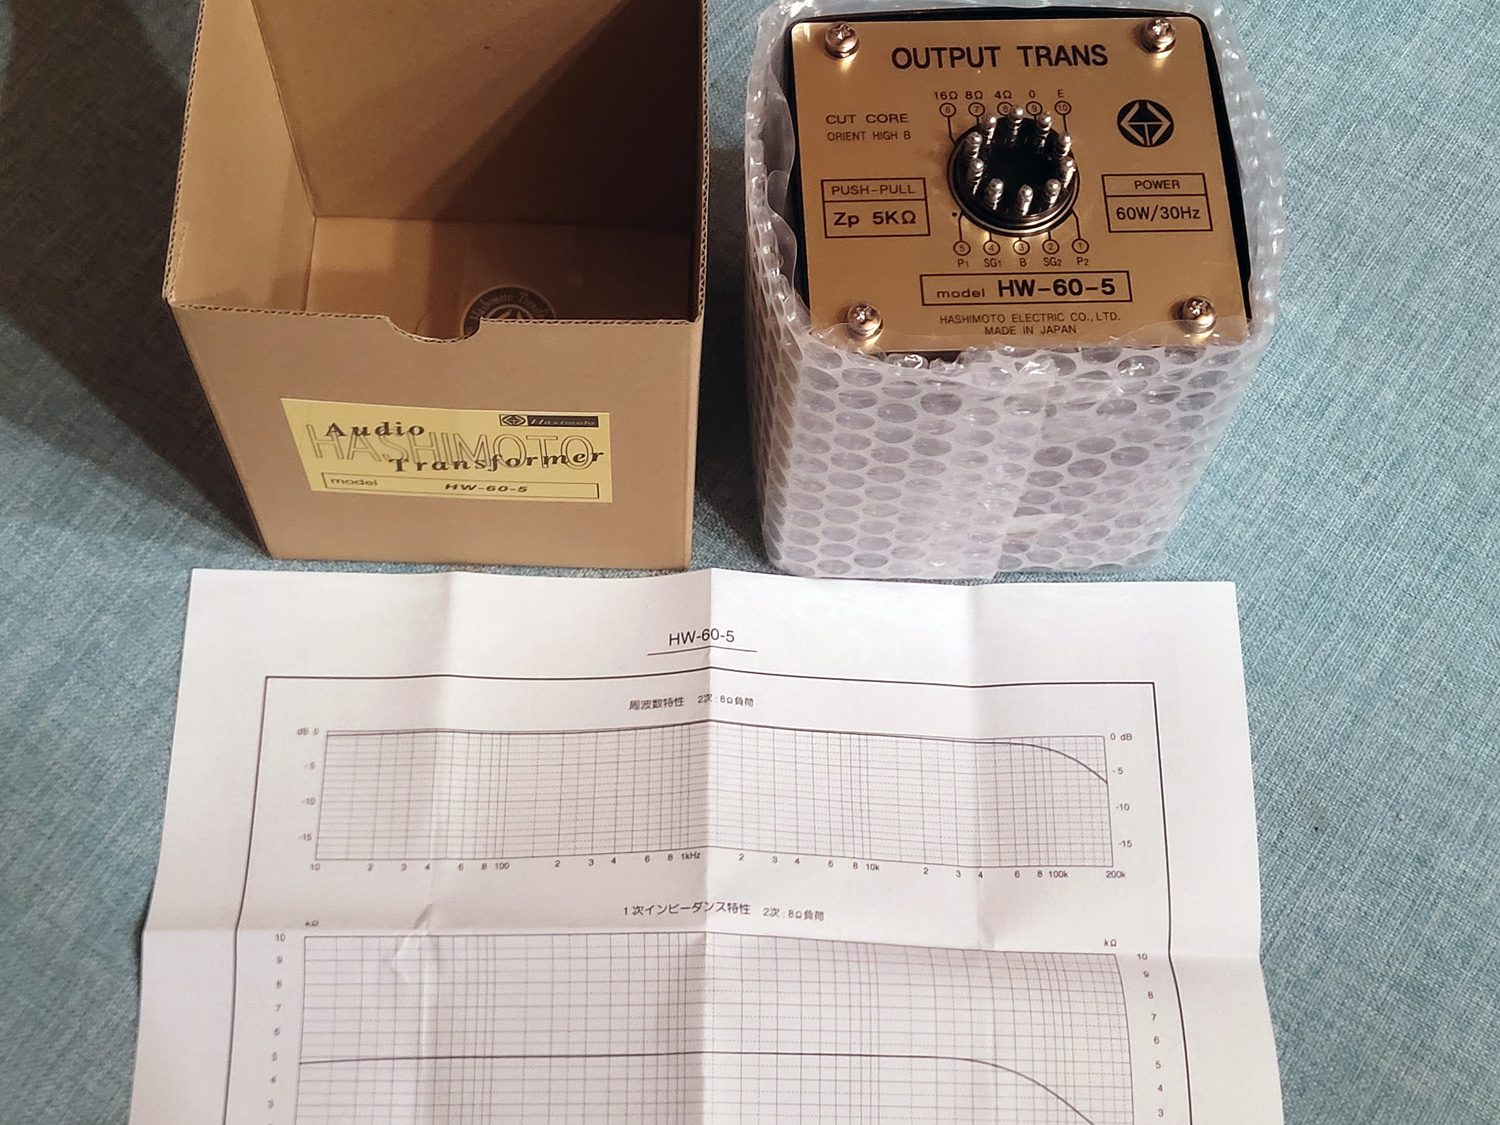 OUTPUT TRANS
16Ω 8Ω 4Ω 0 E
6 7 8 9 10
CUT CORE
ORIENT HIGH B
PUSH-PULL
Zp 5KΩ
POWER
60W/30Hz
5 4 3 2 1
P1 SG1 B SG2 P2
model HW-60-5
HASHIMOTO ELECTRIC CO., LTD.
MADE IN JAPAN
Audio
HASHIMOTO
Transformer
model HW-60-5
HW-60-5
周波数特性 2次:8Ω負荷
dB 0
-5
-10
-15
0 dB
-5
-10
-15
10 2 3 4 6 8 100 2 3 4 6 8 1kHz 2 3 4 6 8 10k 2 3 4 6 8 100k 200k
1次インピーダンス特性 2次:8Ω負荷
kΩ
10
9
8
7
6
5
4
3
kΩ
10
9
8
7
6
5
4
3